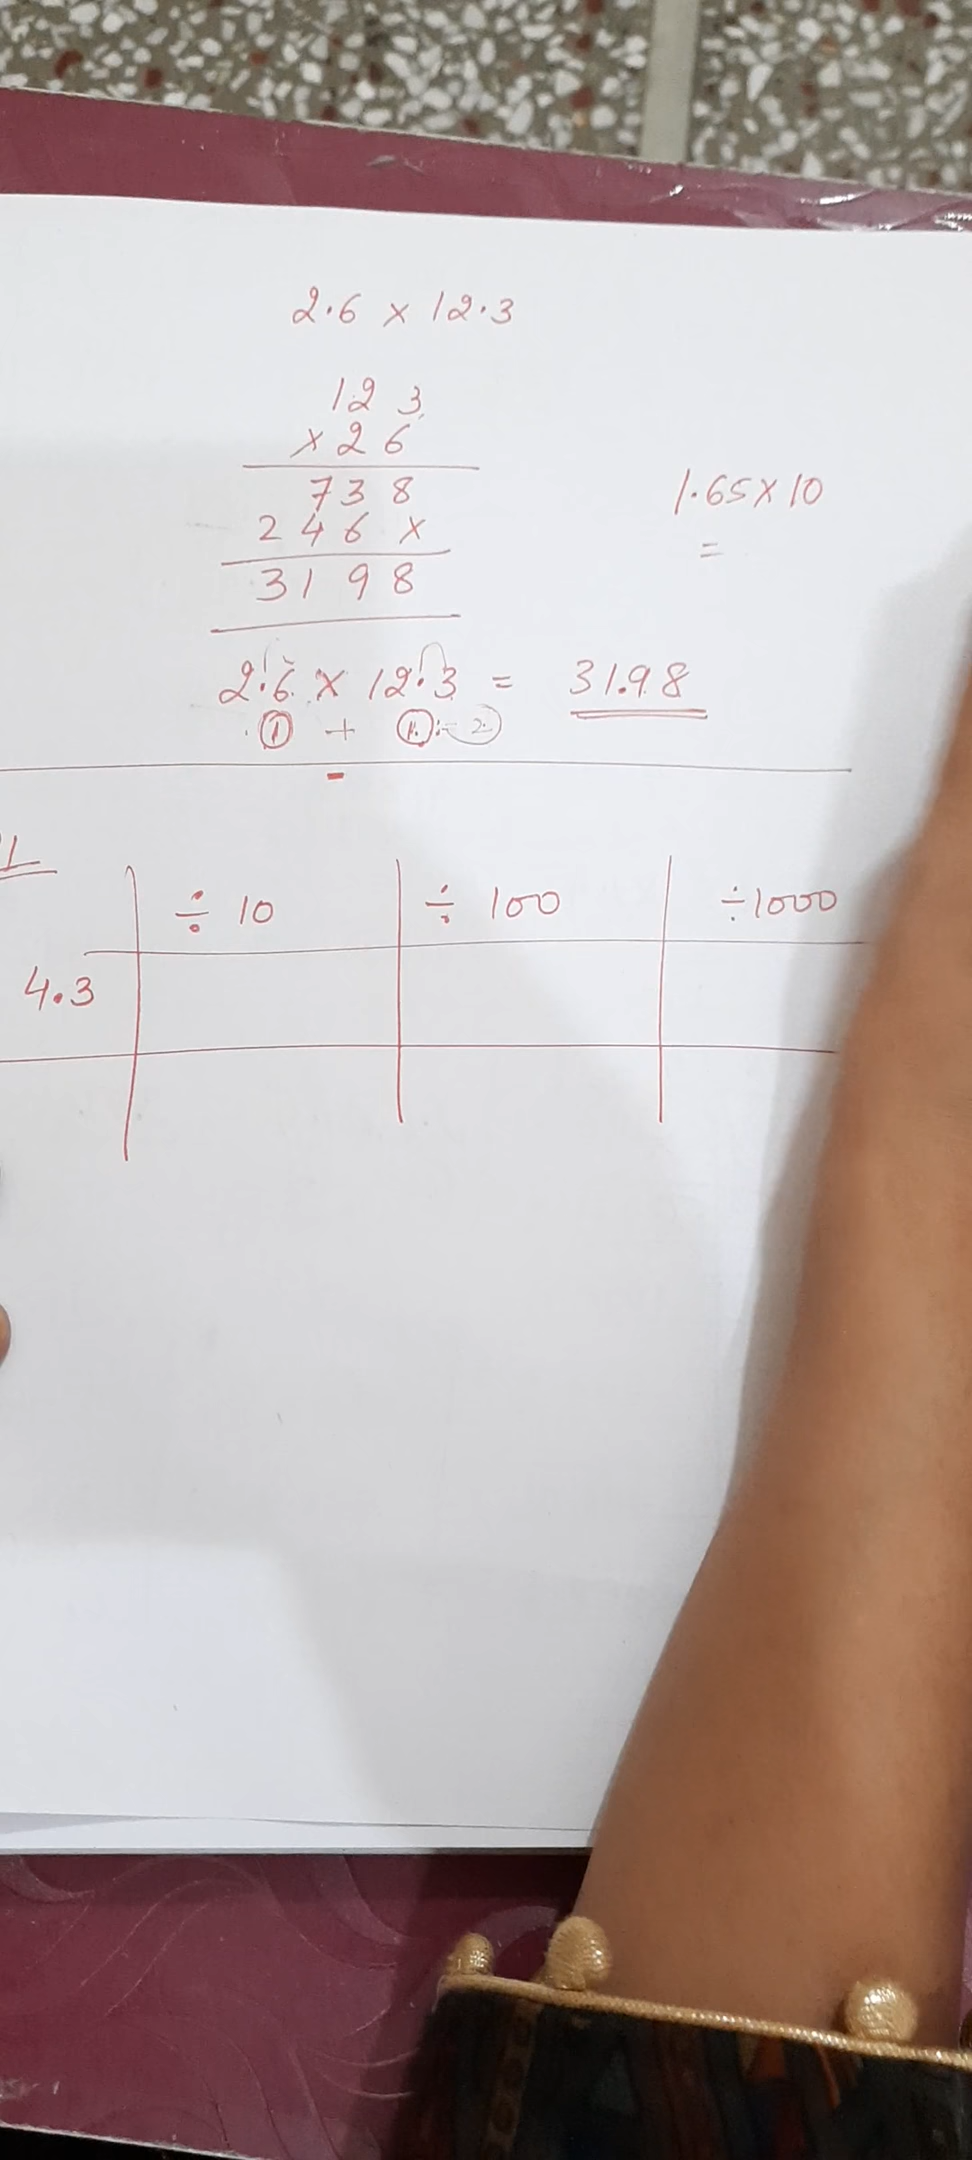 2.6 × 12.3
123
×26
738
246×
3198
1.65×10
=
2.6 × 12.3 = 31.98
① + ① = ②
÷ 10 ÷ 100 ÷1000
4.3